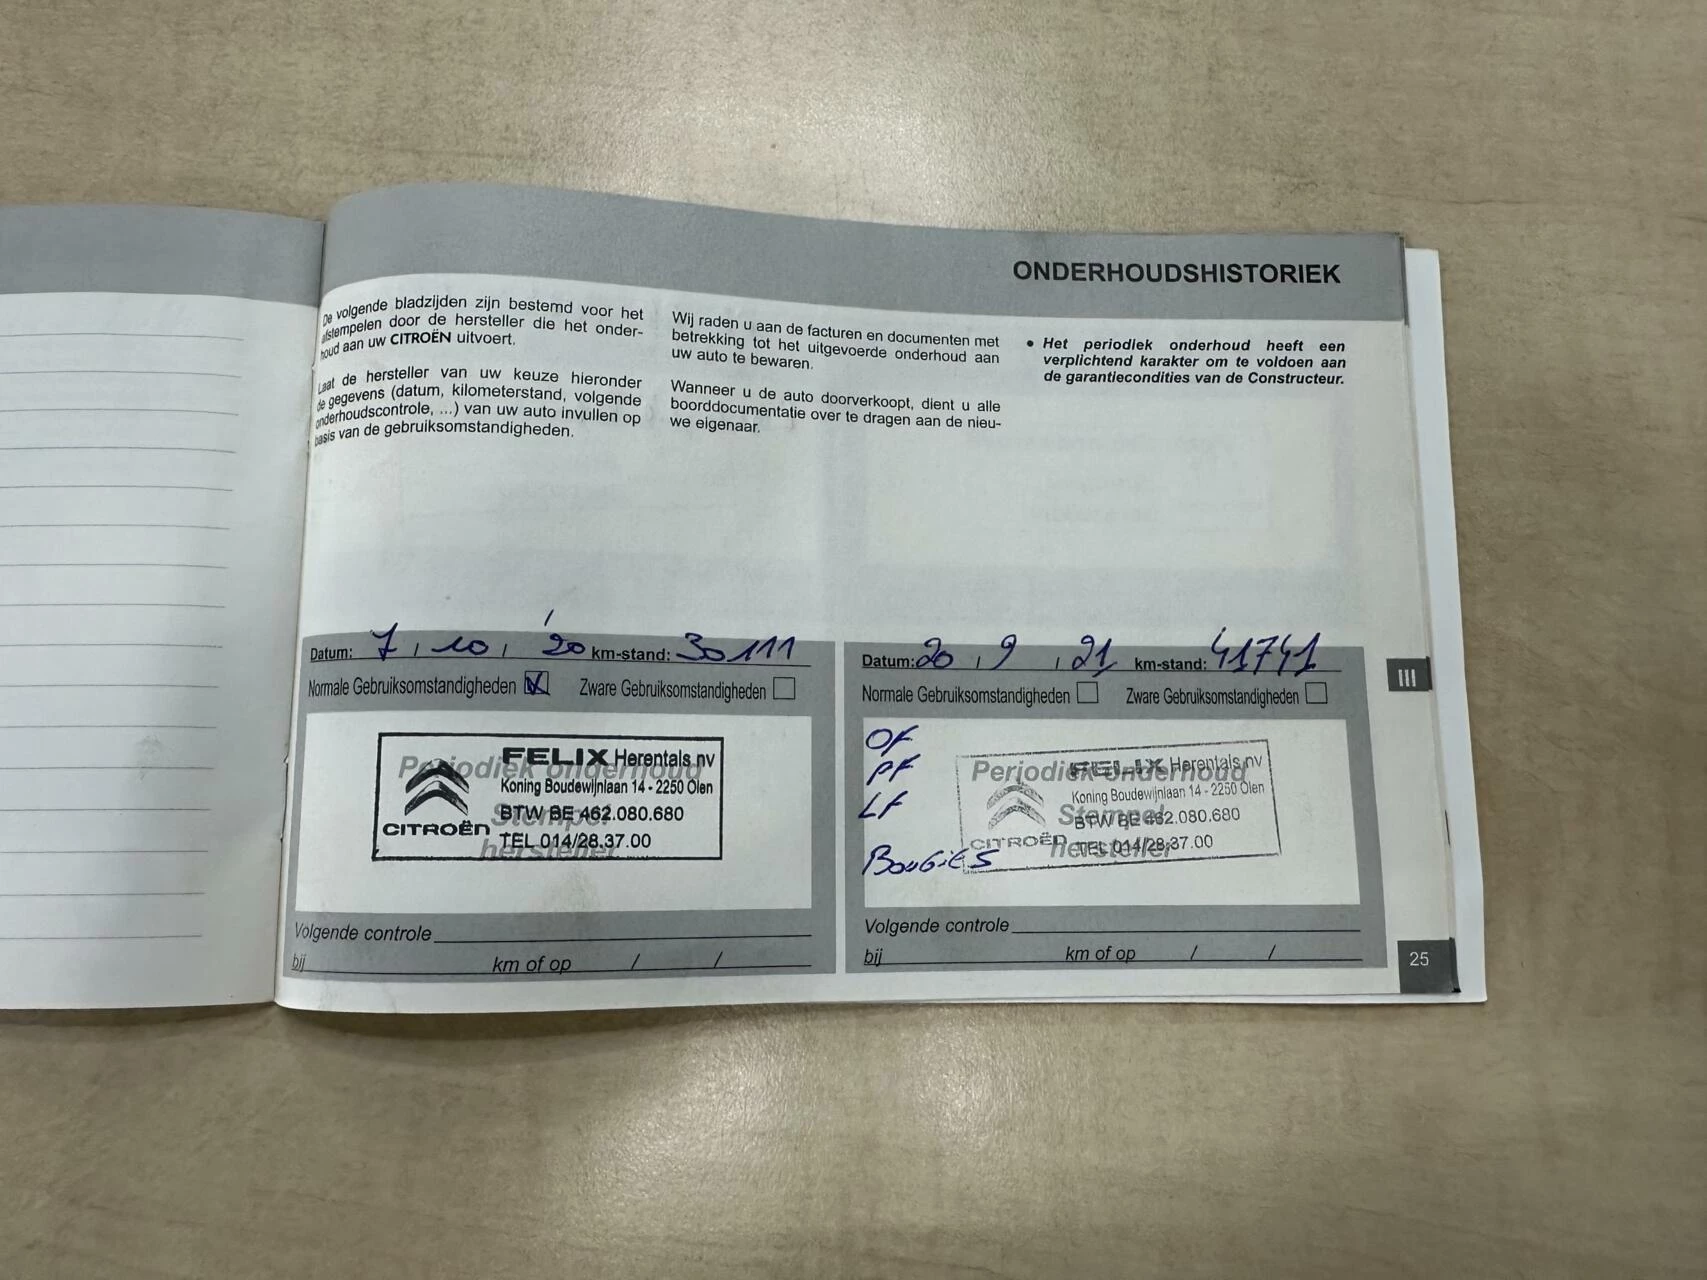 ONDERHOUDSHISTORIEK
De volgende bladzijden zijn bestemd voor het
afstempelen door de hersteller die het onder-
houd aan uw CITROËN uitvoert.
Laat de hersteller van uw keuze hieronder
de gegevens (datum, kilometerstand, volgende
onderhoudscontrole, ...) van uw auto invullen op
basis van de gebruiksomstandigheden.
Wij raden u aan de facturen en documenten met
betrekking tot het uitgevoerde onderhoud aan
uw auto te bewaren.
Wanneer u de auto doorverkoopt, dient u alle
boorddocumentatie over te dragen aan de nieu-
we eigenaar.
• Het periodiek onderhoud heeft een
verplichtend karakter om te voldoen aan
de garantiecondities van de Constructeur.
Datum: 7 / 10 / '20 km-stand: 30111
Normale Gebruiksomstandigheden Zware Gebruiksomstandigheden
Periodiek onderhoud
Stempel
hersteller
FELIX Herentals nv
Koning Boudewijnlaan 14 - 2250 Olen
BTW BE 462.080.680
CITROËN TEL 014/28.37.00
Volgende controle
bij km of op / /
Datum: 20 / 9 / 21 km-stand: 41741
Normale Gebruiksomstandigheden Zware Gebruiksomstandigheden
OF
PF
LF
Bougies
Periodiek onderhoud
Stempel
hersteller
FELIX Herentals nv
Koning Boudewijnlaan 14 - 2250 Olen
BTW BE 462.080.680
CITROËN TEL 014/28.37.00
Volgende controle
bij km of op / /
III
25